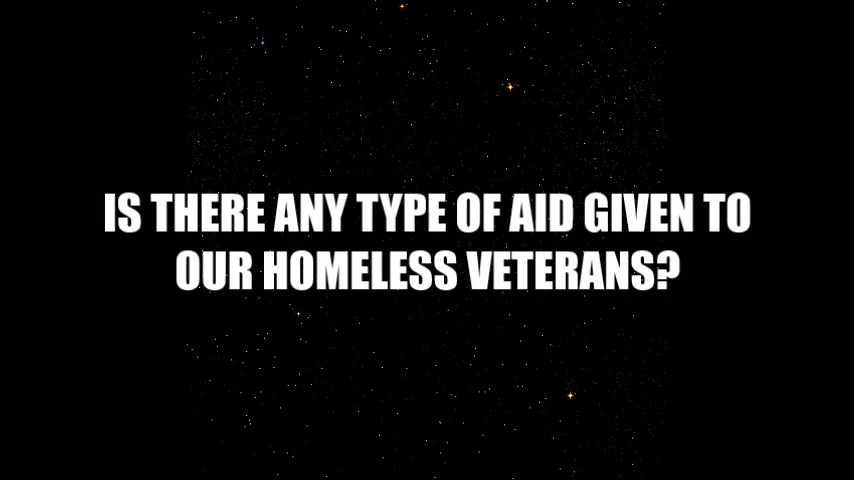 IS THERE ANY TYPE OF AID GIVEN TO
OUR HOMELESS VETERANS?